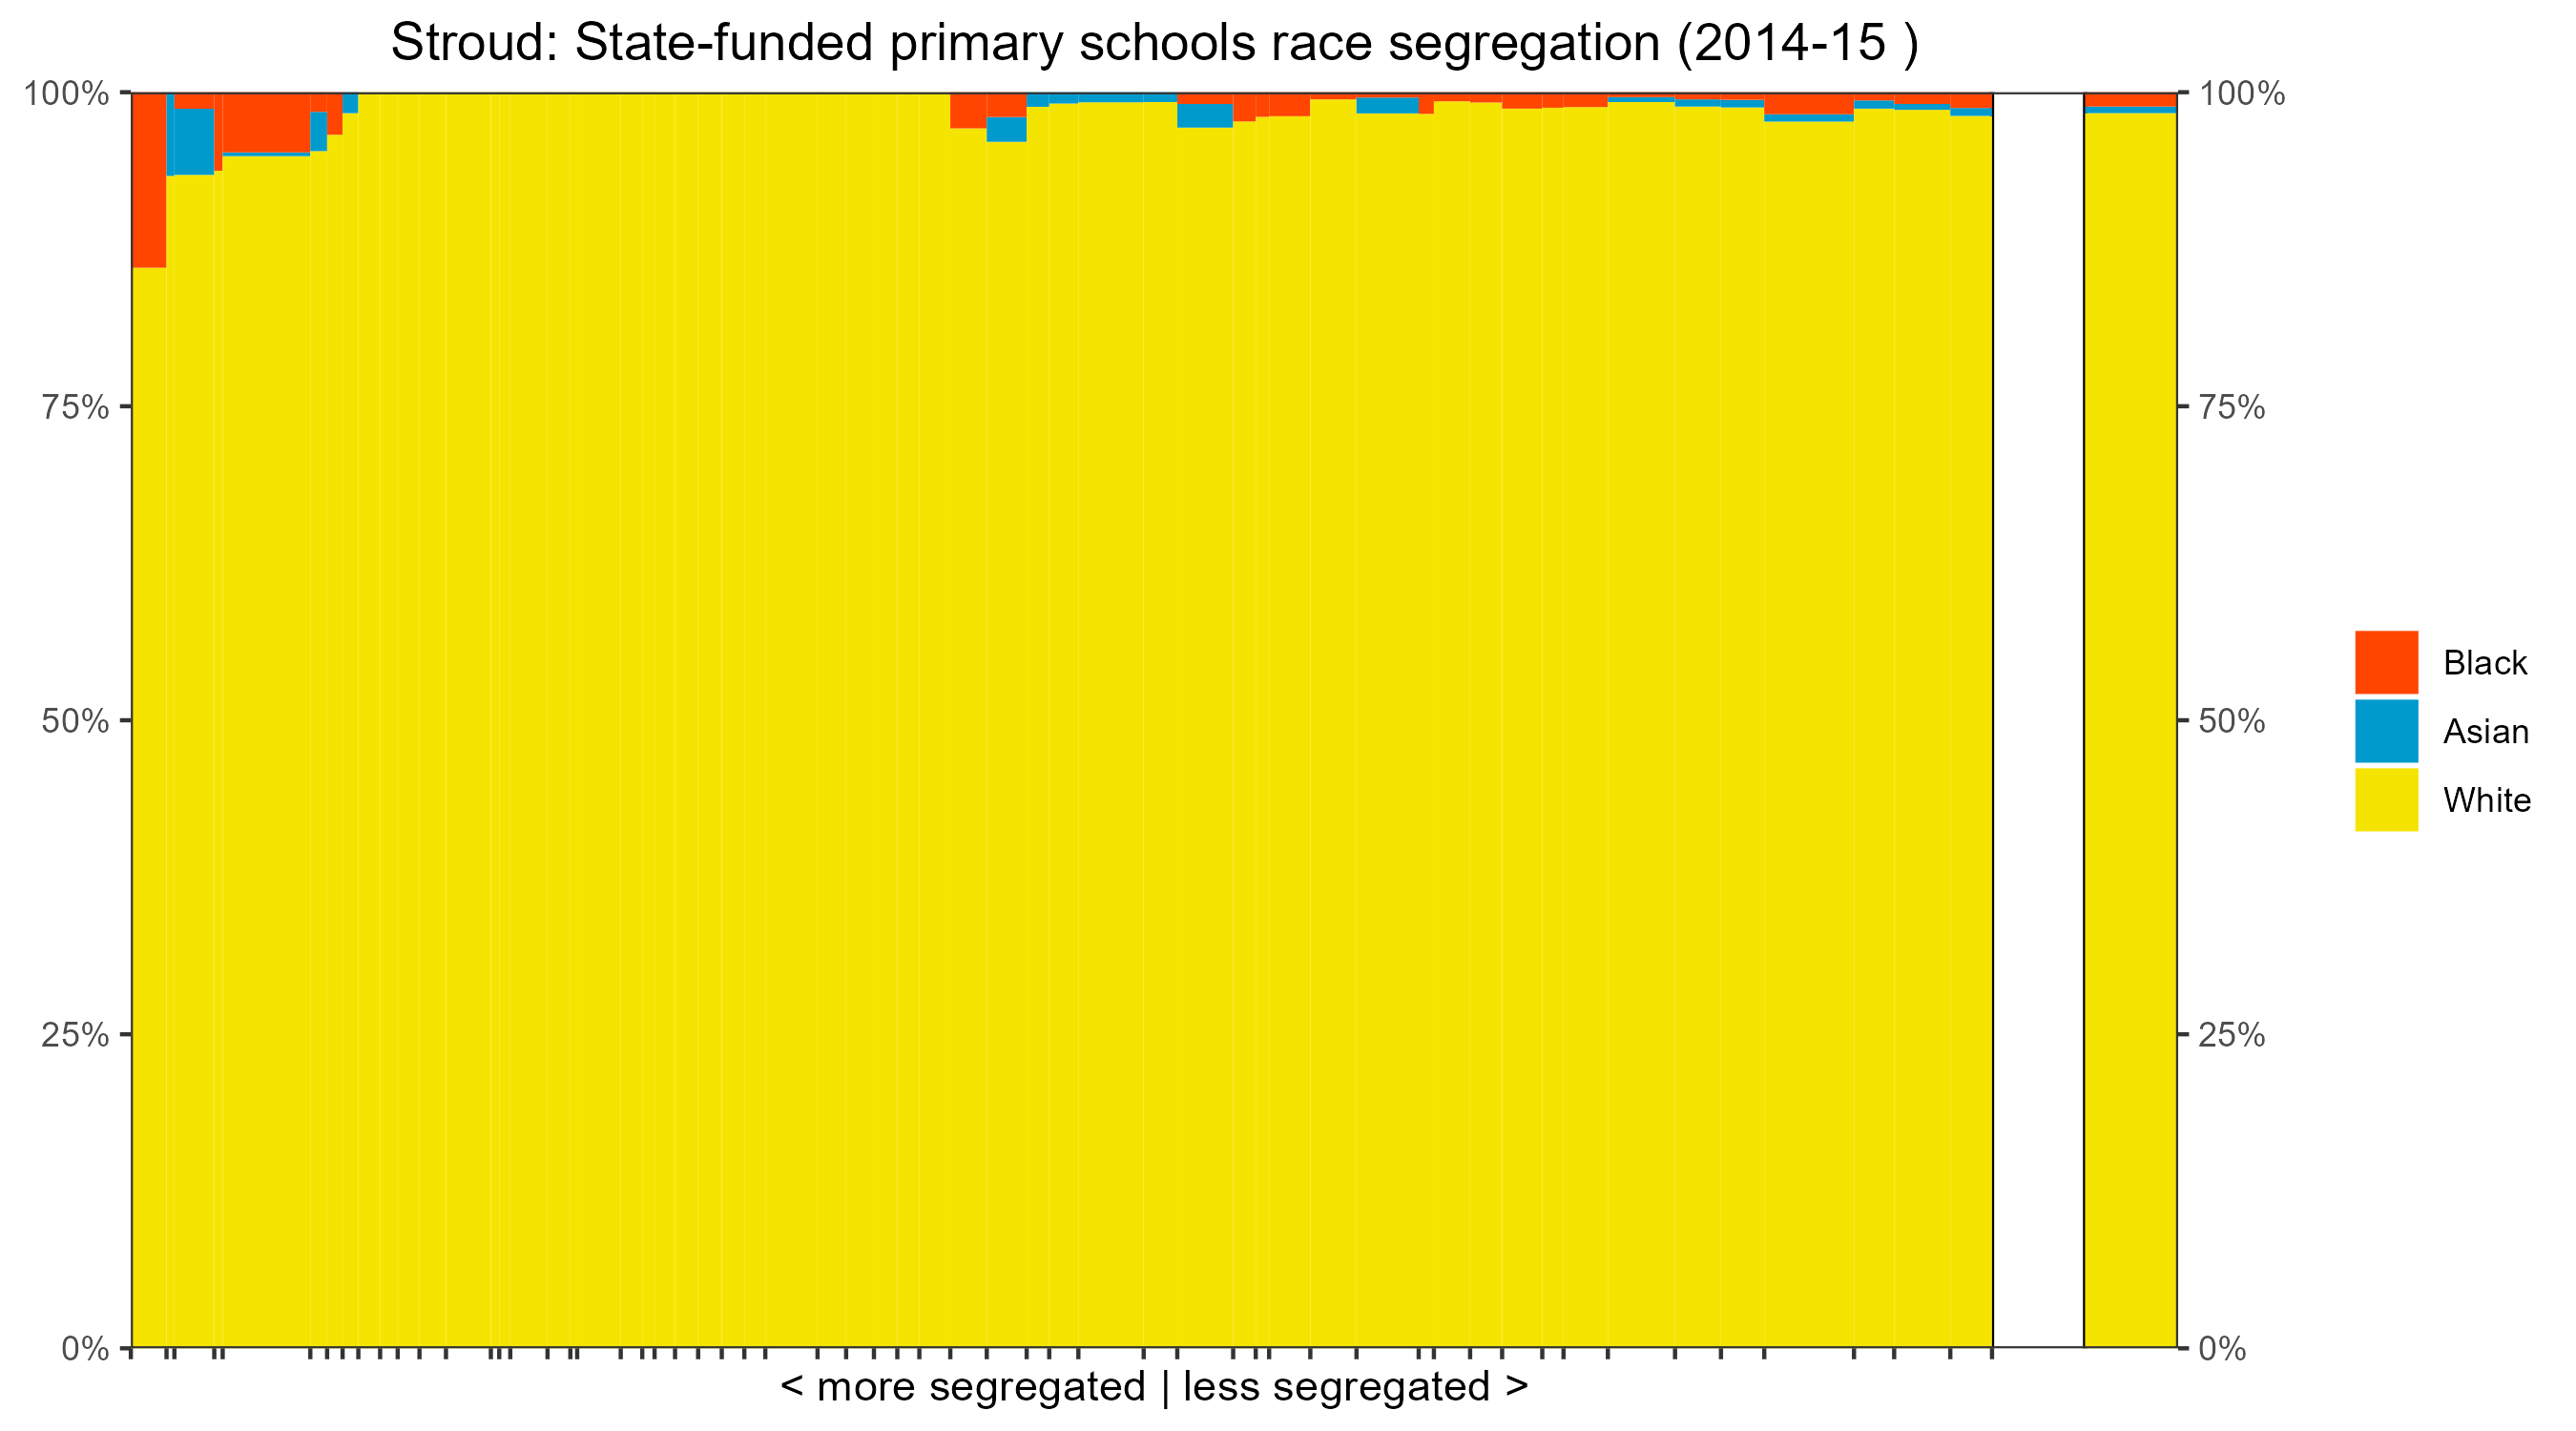 Stroud: State-funded primary schools race segregation (2014-15 )
100%
75%
50%
25%
0%
100%
75%
50%
25%
0%
Black
Asian
White
< more segregated | less segregated >